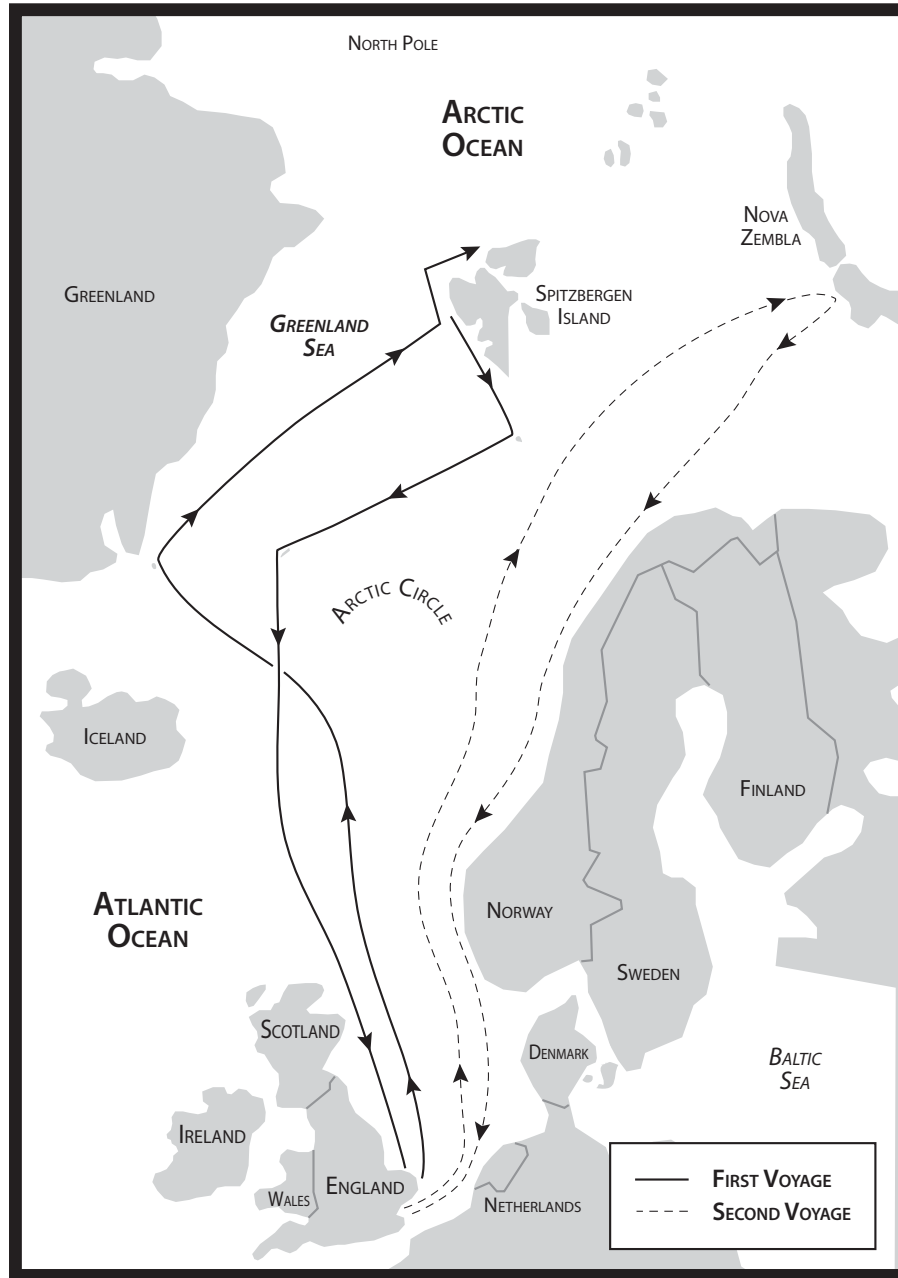 North Pole
Arctic
Ocean
Nova
Zembla
Greenland
Spitzbergen
Island
Greenland
Sea
Arctic Circle
Iceland
Finland
Atlantic
Ocean
Norway
Sweden
Scotland
Denmark
Baltic
Sea
Ireland
England
Wales
Netherlands
First Voyage
Second Voyage